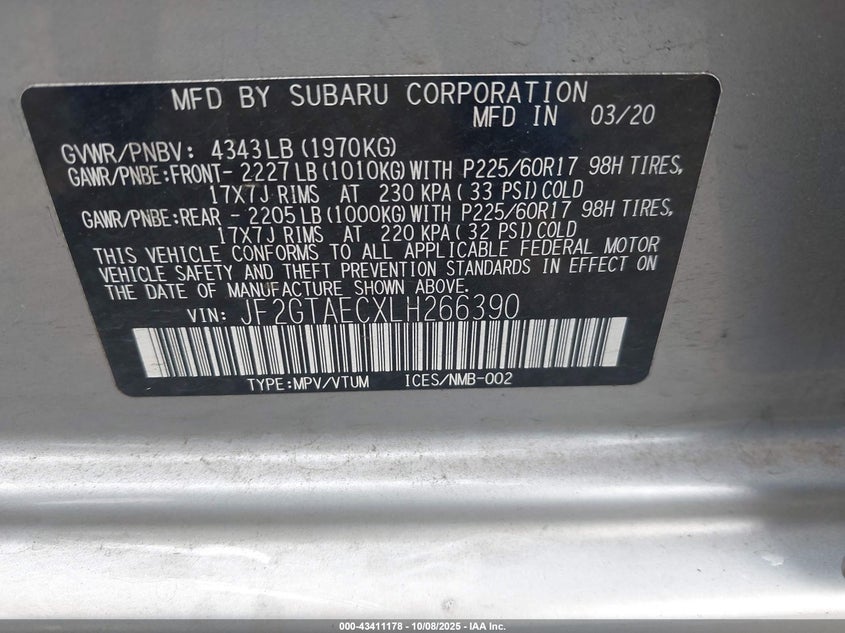 MFD BY SUBARU CORPORATION
MFD IN 03/20
GVWR/PNBV: 4343LB(1970KG)
GAWR/PNBE:FRONT- 2227LB(1010KG)WITH P225/60R17 98H TIRES,
17X7J RIMS AT 230 KPA( 33 PSI)COLD
GAWR/PNBE:REAR - 2205LB(1000KG)WITH P225/60R17 98H TIRES,
17X7J RIMS AT 220 KPA( 32 PSI)COLD
THIS VEHICLE CONFORMS TO ALL APPLICABLE FEDERAL MOTOR
VEHICLE SAFETY AND THEFT PREVENTION STANDARDS IN EFFECT ON
THE DATE OF MANUFACTURE SHOWN ABOVE.
VIN: JF2GTAECXLH266390
TYPE:MPV/VTUM ICES/NMB-002
000-43411178 - 10/08/2025 - IAA Inc.